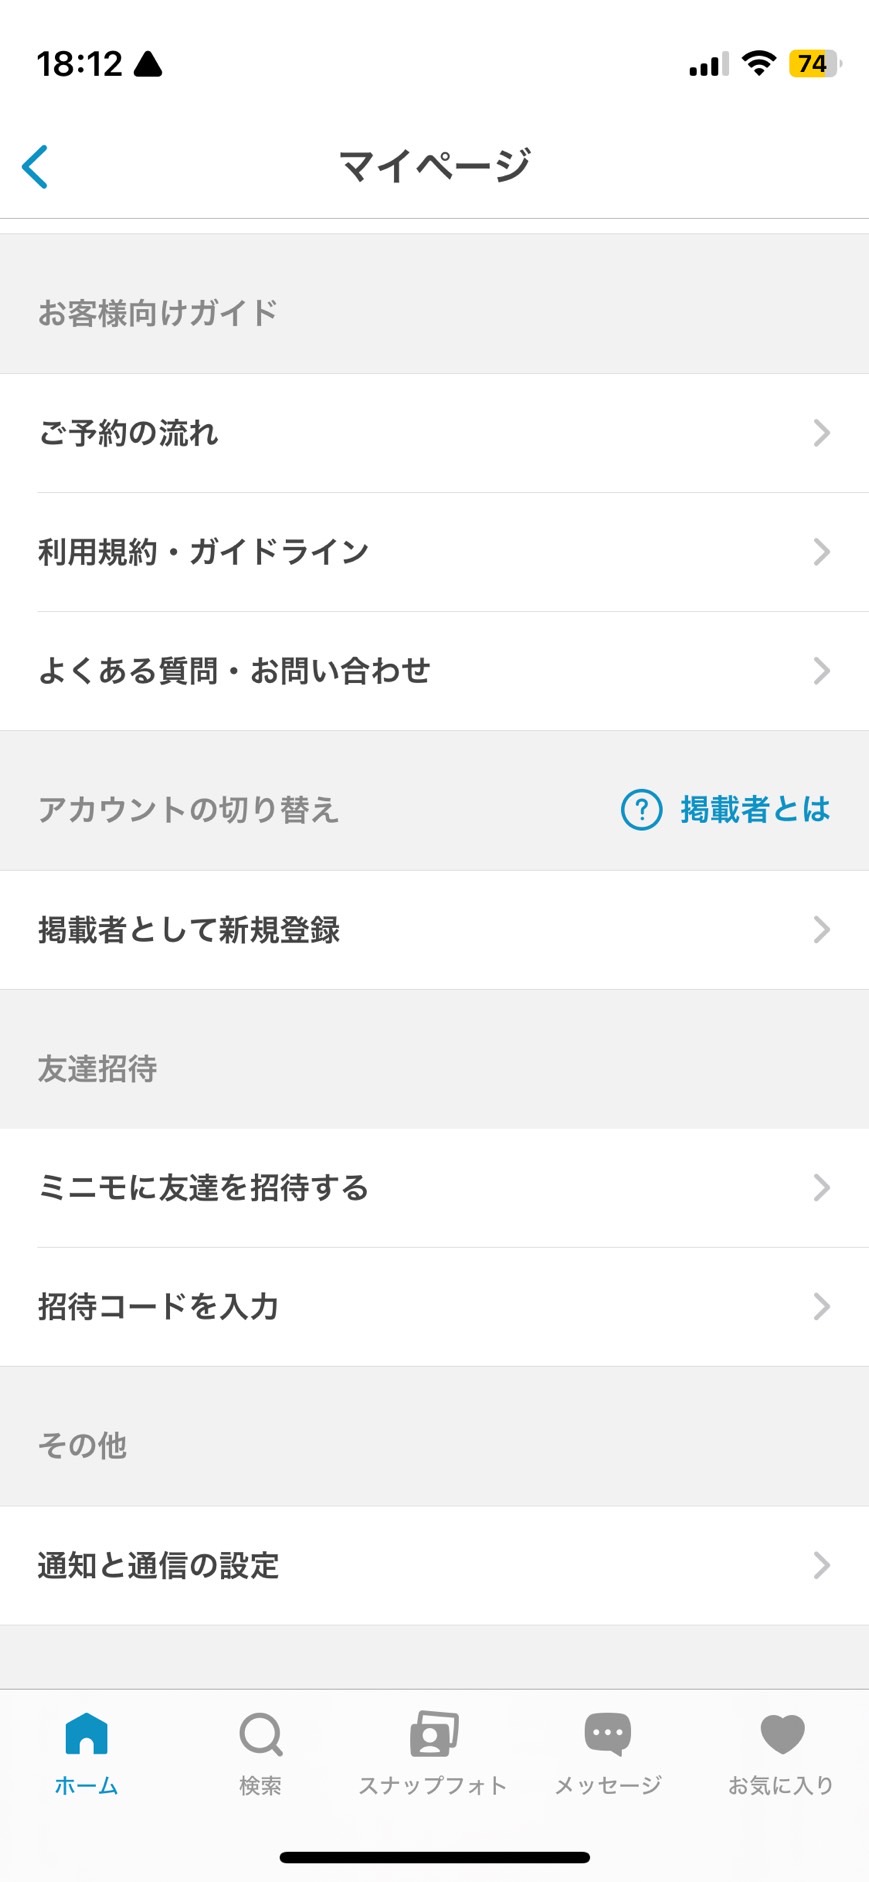 18:12
74
マイページ
お客様向けガイド
ご予約の流れ
利用規約・ガイドライン
よくある質問・お問い合わせ
アカウントの切り替え
? 掲載者とは
掲載者として新規登録
友達招待
ミニモに友達を招待する
招待コードを入力
その他
通知と通信の設定
ホーム
検索
スナップフォト
メッセージ
お気に入り